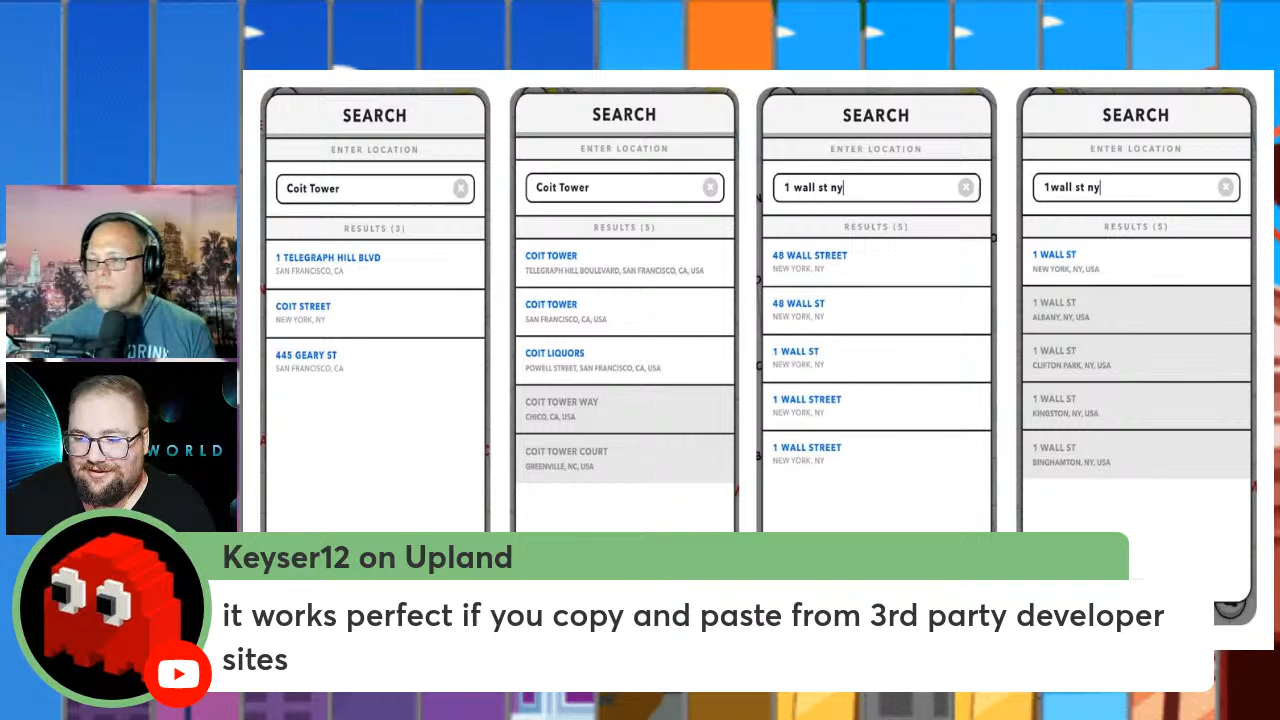 SEARCH
ENTER LOCATION
Coit Tower
RESULTS (3)
1 TELEGRAPH HILL BLVD
SAN FRANCISCO, CA
COIT STREET
NEW YORK, NY
445 GEARY ST
SAN FRANCISCO, CA
SEARCH
ENTER LOCATION
Coit Tower
RESULTS (5)
COIT TOWER
TELEGRAPH HILL BOULEVARD, SAN FRANCISCO, CA, USA
COIT TOWER
SAN FRANCISCO, CA, USA
COIT LIQUORS
POWELL STREET, SAN FRANCISCO, CA, USA
COIT TOWER WAY
CHICO, CA, USA
COIT TOWER COURT
GREENVILLE, NC, USA
SEARCH
ENTER LOCATION
1 wall st ny
RESULTS (5)
48 WALL STREET
NEW YORK, NY
48 WALL ST
NEW YORK, NY
1 WALL ST
NEW YORK, NY
1 WALL STREET
NEW YORK, NY
1 WALL STREET
NEW YORK, NY
SEARCH
ENTER LOCATION
1wall st ny
RESULTS (5)
1 WALL ST
NEW YORK, NY, USA
1 WALL ST
ALBANY, NY, USA
1 WALL ST
CLIFTON PARK, NY, USA
1 WALL ST
KINGSTON, NY, USA
1 WALL ST
BINGHAMTON, NY, USA
DRINK
WORLD
Keyser12 on Upland
it works perfect if you copy and paste from 3rd party developer
sites